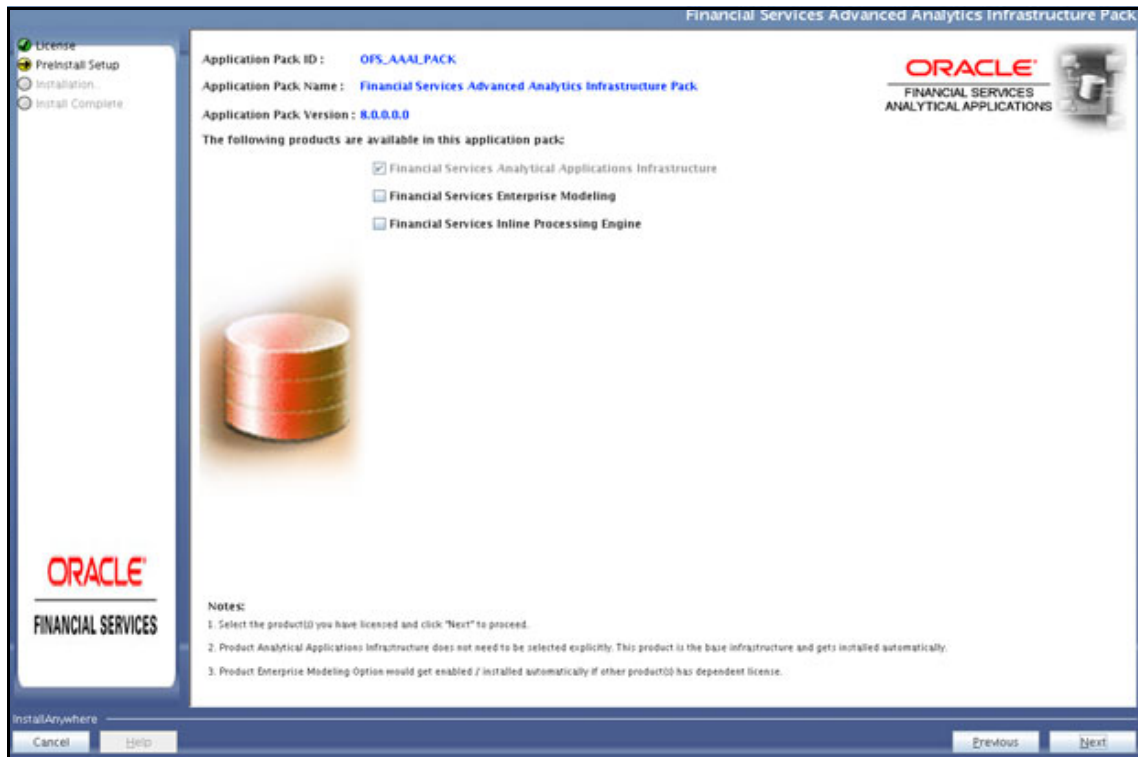 Financial Services Advanced Analytics Infrastructure Pack
License
PreInstall Setup
Installation...
Install Complete
Application Pack ID : OFS_AAAI_PACK
Application Pack Name : Financial Services Advanced Analytics Infrastructure Pack
Application Pack Version : 8.0.0.0.0
The following products are available in this application pack:
Financial Services Analytical Applications Infrastructure
Financial Services Enterprise Modeling
Financial Services Inline Processing Engine
ORACLE
FINANCIAL SERVICES
ANALYTICAL APPLICATIONS
ORACLE
FINANCIAL SERVICES
Notes:
1. Select the product(s) you have licensed and click "Next" to proceed.
2. Product Analytical Applications Infrastructure does not need to be selected explicitly. This product is the base infrastructure and gets installed automatically.
3. Product Enterprise Modeling Option would get enabled / installed automatically if other product(s) has dependent license.
InstallAnywhere
Cancel Help Previous Next